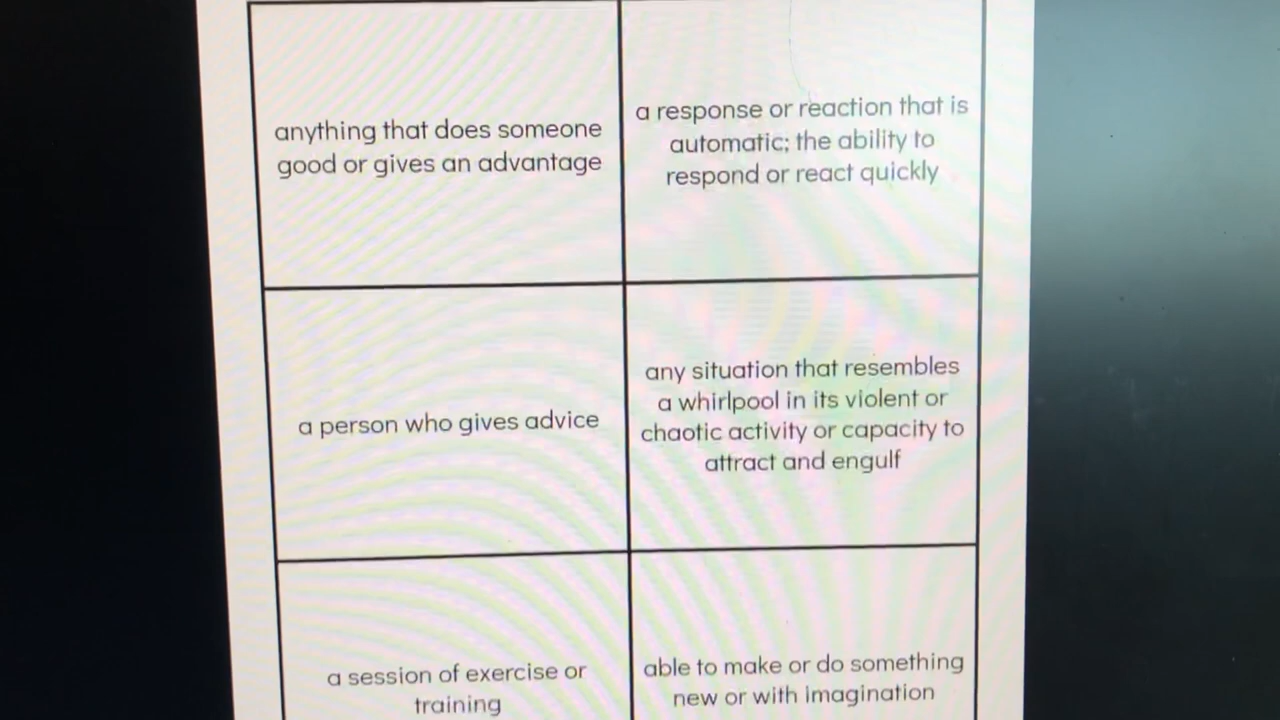 anything that does someone
good or gives an advantage
a response or reaction that is
automatic; the ability to
respond or react quickly
a person who gives advice
any situation that resembles
a whirlpool in its violent or
chaotic activity or capacity to
attract and engulf
a session of exercise or
training
able to make or do something
new or with imagination